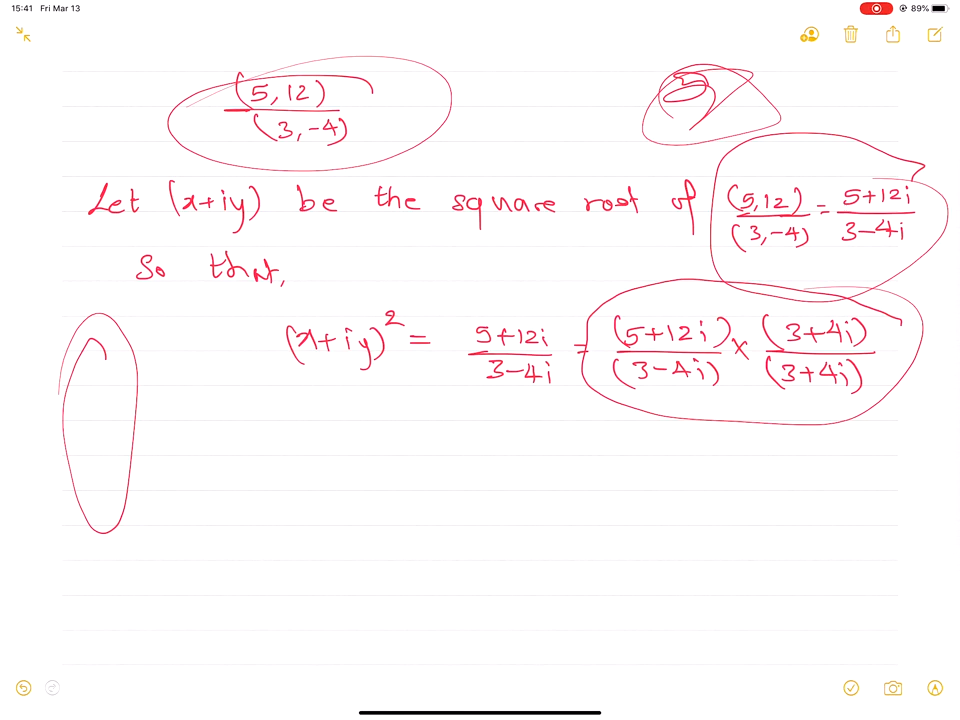 15:41 Fri Mar 13 89%
(5,12)
(3,-4)
Let (x+iy) be the square root of (5,12)/(3,-4) = 5+12i/3-4i
So that,
(x+iy)² = 5+12i/3-4i = (5+12i)/(3-4i) × (3+4i)/(3+4i)